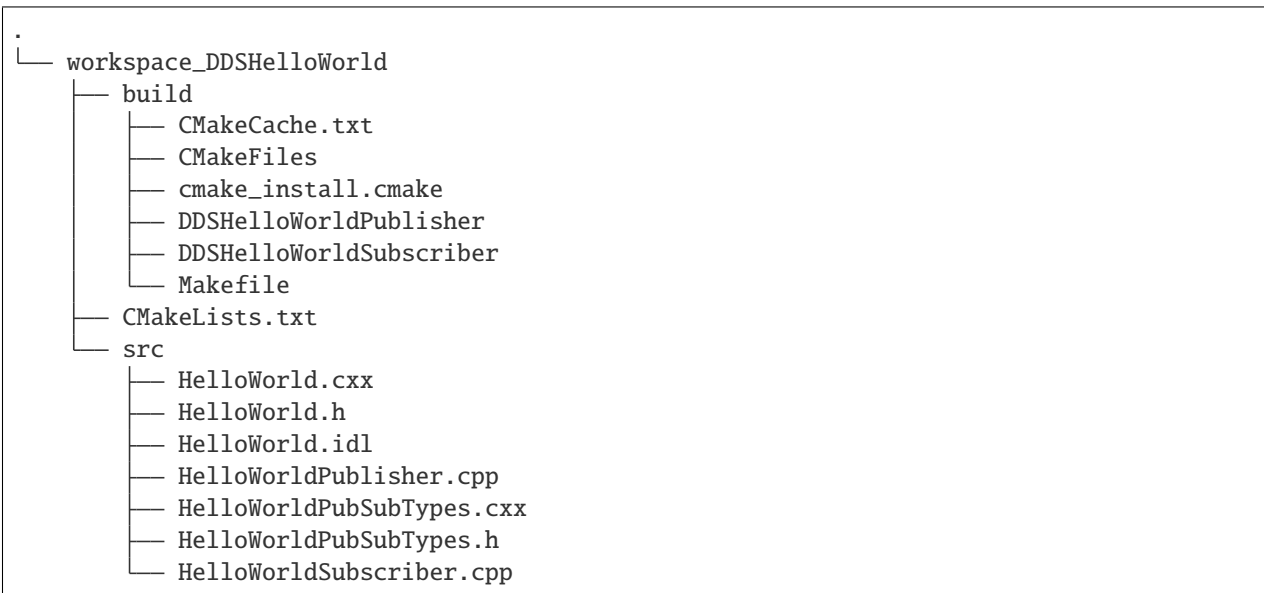 .
└── workspace_DDSHelloWorld
    ├── build
    │   ├── CMakeCache.txt
    │   ├── CMakeFiles
    │   ├── cmake_install.cmake
    │   ├── DDSHelloWorldPublisher
    │   ├── DDSHelloWorldSubscriber
    │   └── Makefile
    ├── CMakeLists.txt
    └── src
        ├── HelloWorld.cxx
        ├── HelloWorld.h
        ├── HelloWorld.idl
        ├── HelloWorldPublisher.cpp
        ├── HelloWorldPubSubTypes.cxx
        ├── HelloWorldPubSubTypes.h
        └── HelloWorldSubscriber.cpp